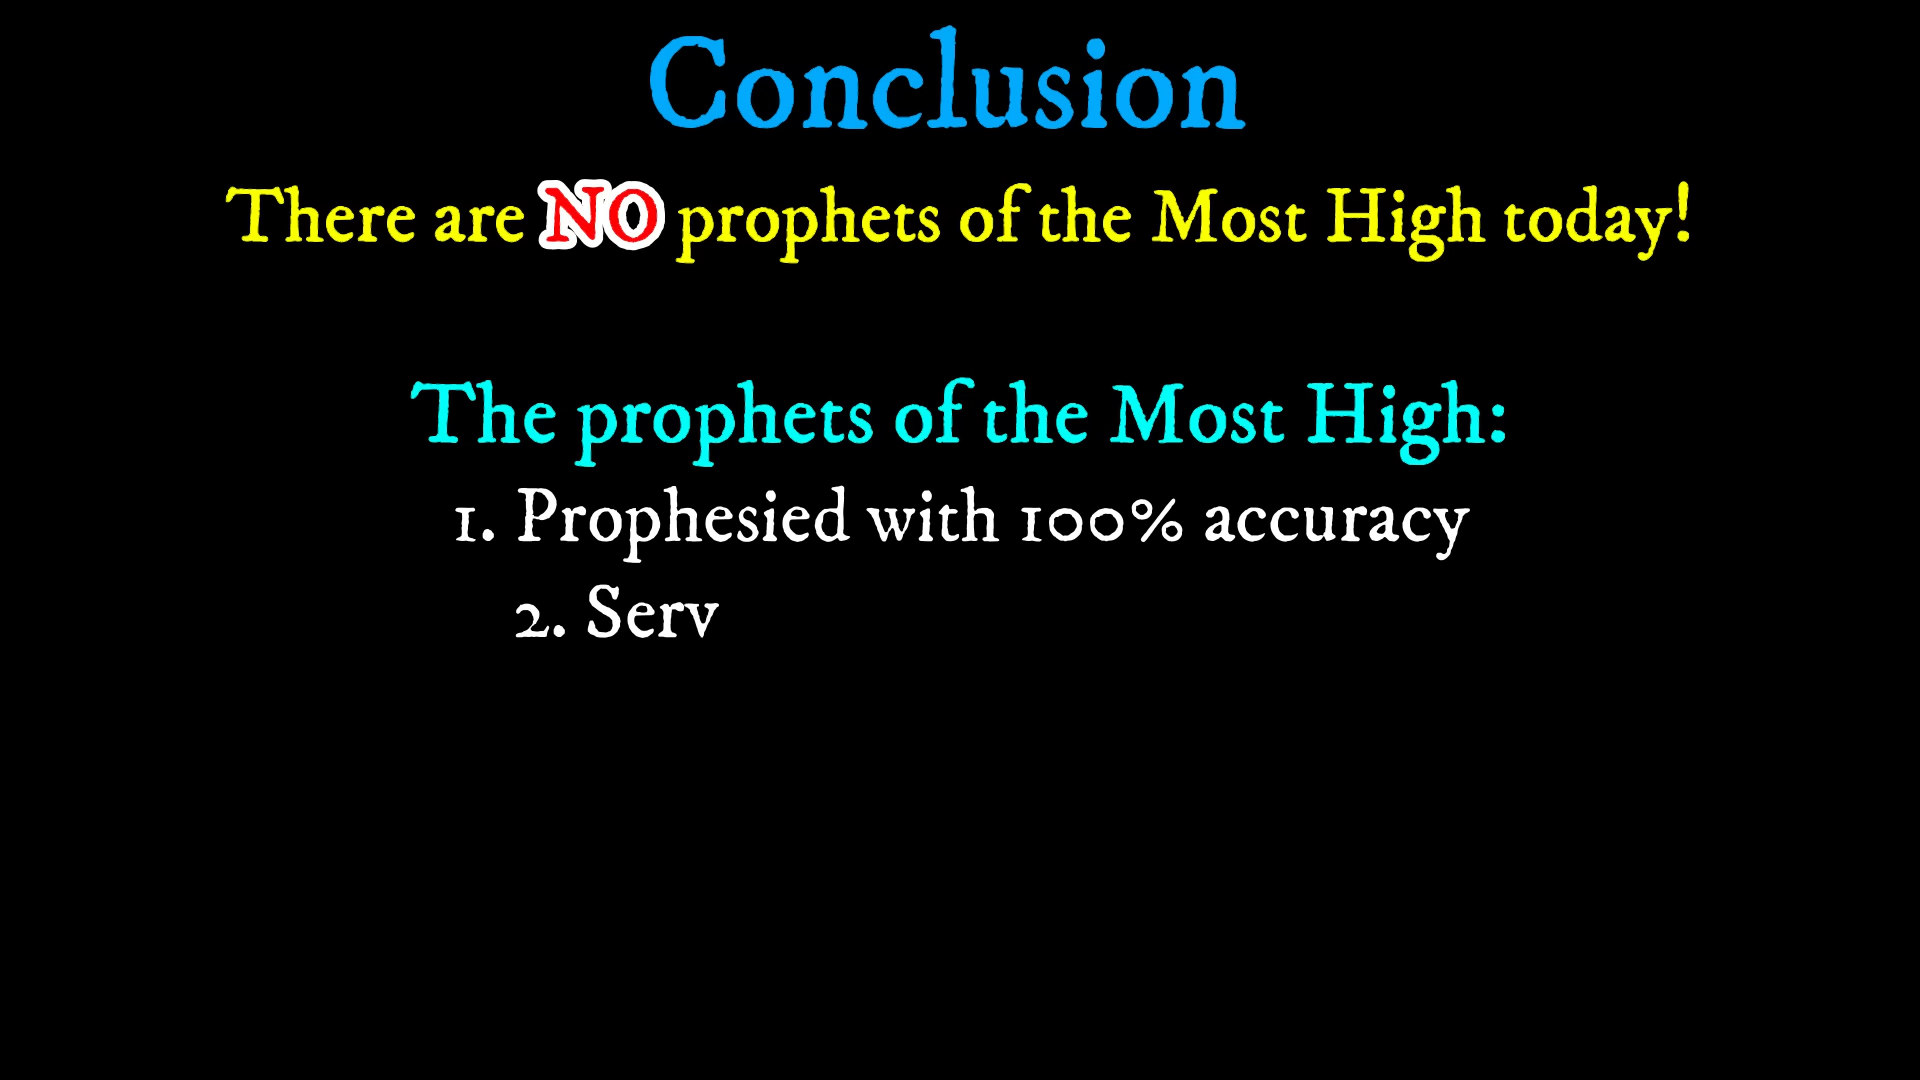 Conclusion
There are NO prophets of the Most High today!
The prophets of the Most High:
1. Prophesied with 100% accuracy
2. Serv